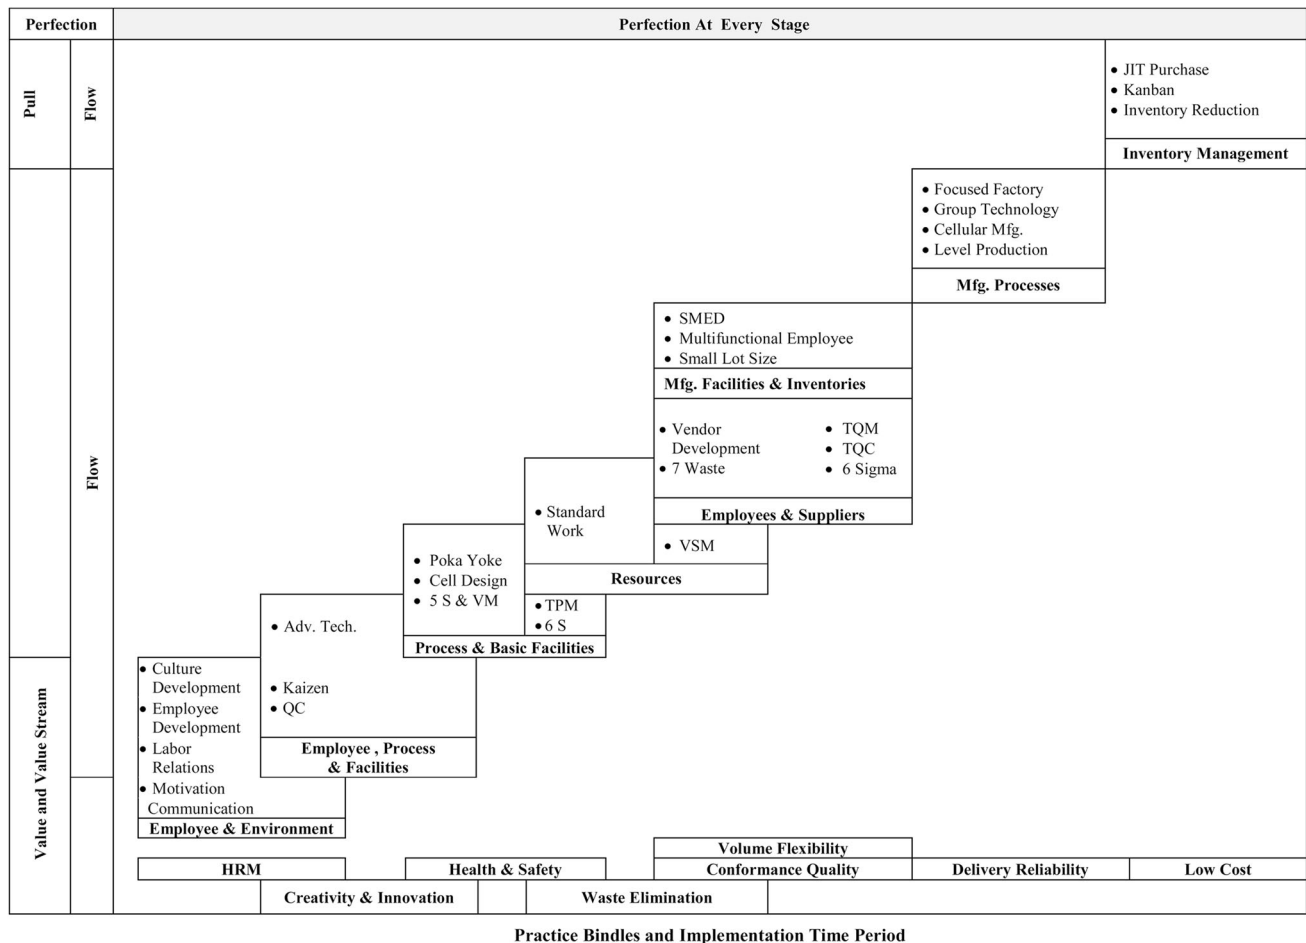 Perfection
Perfection At Every Stage
Pull
Flow
• JIT Purchase
• Kanban
• Inventory Reduction
Inventory Management
• Focused Factory
• Group Technology
• Cellular Mfg.
• Level Production
Mfg. Processes
Flow
• SMED
• Multifunctional Employee
• Small Lot Size
Mfg. Facilities & Inventories
• Vendor
Development
• 7 Waste
• TQM
• TQC
• 6 Sigma
Employees & Suppliers
• Standard
Work
• VSM
Resources
• Poka Yoke
• Cell Design
• 5 S & VM
• TPM
• 6 S
Process & Basic Facilities
• Adv. Tech.
• Kaizen
• QC
Employee , Process
& Facilities
Value and Value Stream
• Culture
Development
• Employee
Development
• Labor
Relations
• Motivation
Communication
Employee & Environment
Volume Flexibility
HRM
Health & Safety
Conformance Quality
Delivery Reliability
Low Cost
Creativity & Innovation
Waste Elimination
Practice Bindles and Implementation Time Period